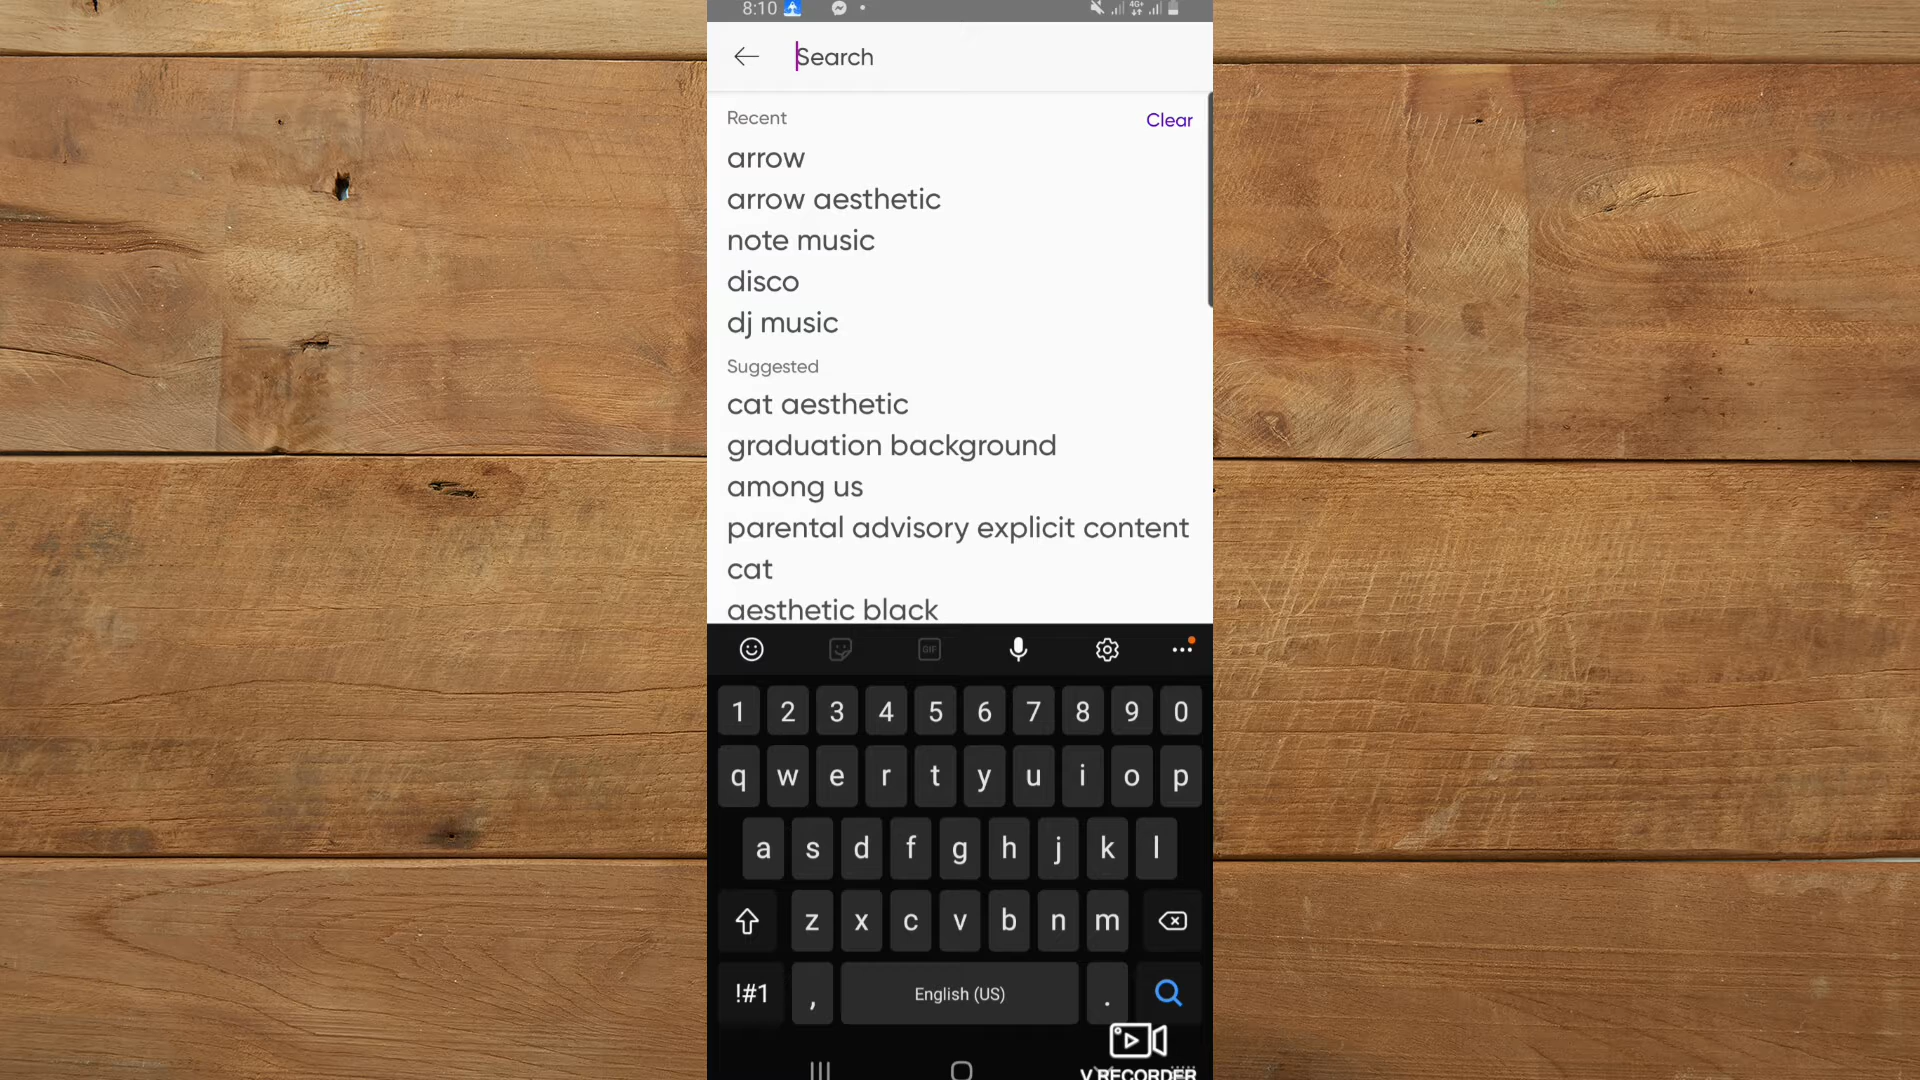 8:10
4G+
Search
Recent
Clear
arrow
arrow aesthetic
note music
disco
dj music
Suggested
cat aesthetic
graduation background
among us
parental advisory explicit content
cat
aesthetic black
GIF
1 2 3 4 5 6 7 8 9 0
q w e r t y u i o p
a s d f g h j k l
z x c v b n m
!#1 , English (US) .
V RECORDER